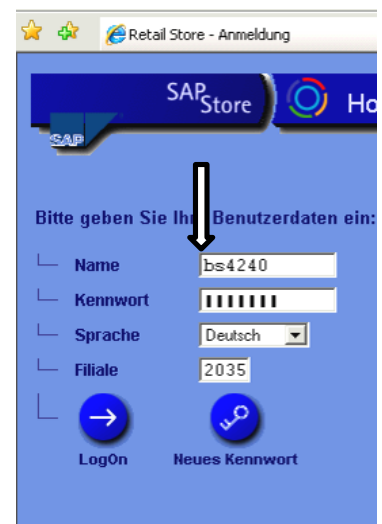 Retail Store - Anmeldung
SAP Store Ho
SAP
Bitte geben Sie Ihre Benutzerdaten ein:
Name bs4240
Kennwort
Sprache Deutsch
Filiale 2035
LogOn Neues Kennwort